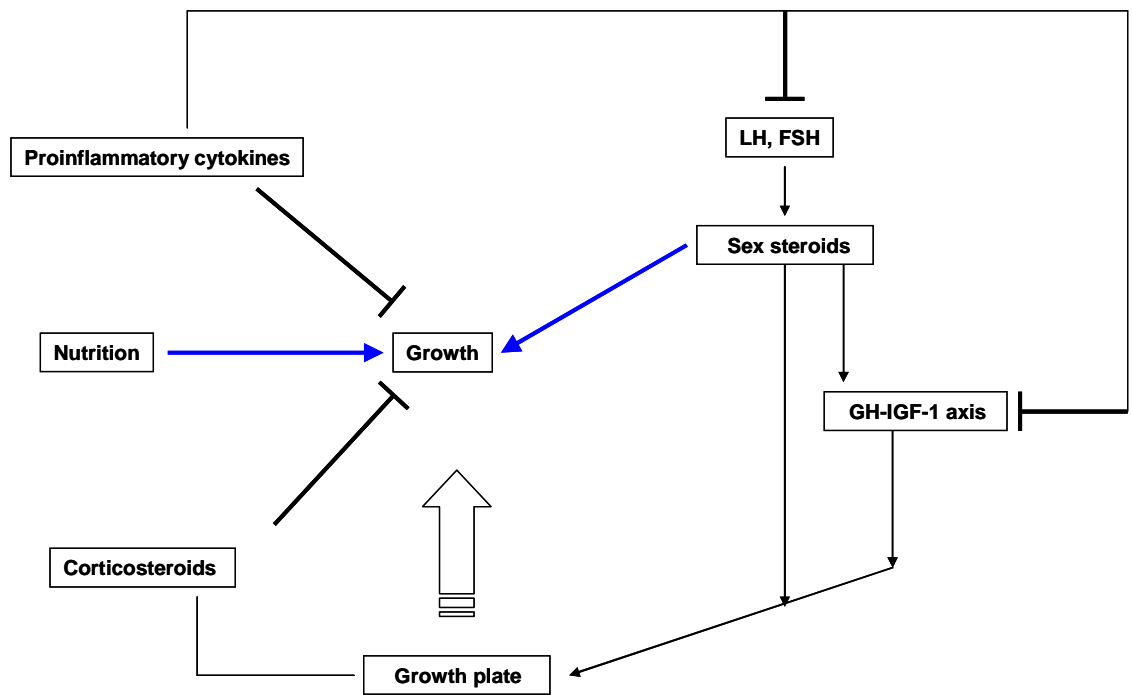 LH, FSH
Proinflammatory cytokines
Sex steroids
Nutrition
Growth
GH-IGF-1 axis
Corticosteroids
Growth plate